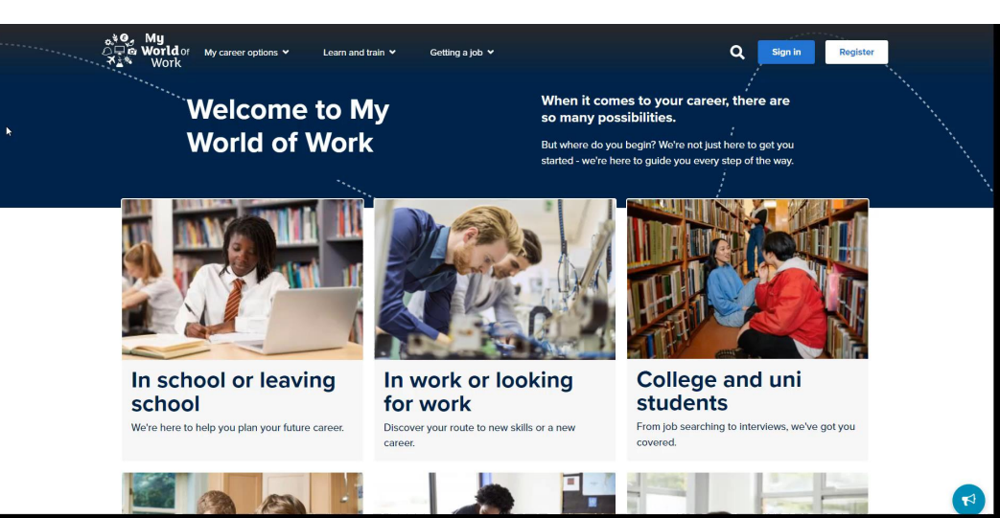 My
World Of
Work
My career options
Learn and train
Getting a job
Sign in
Register
Welcome to My
World of Work
When it comes to your career, there are
so many possibilities.
But where do you begin? We're not just here to get you
started - we're here to guide you every step of the way.
In school or leaving
school
We're here to help you plan your future career.
In work or looking
for work
Discover your route to new skills or a new
career.
College and uni
students
From job searching to interviews, we've got you
covered.